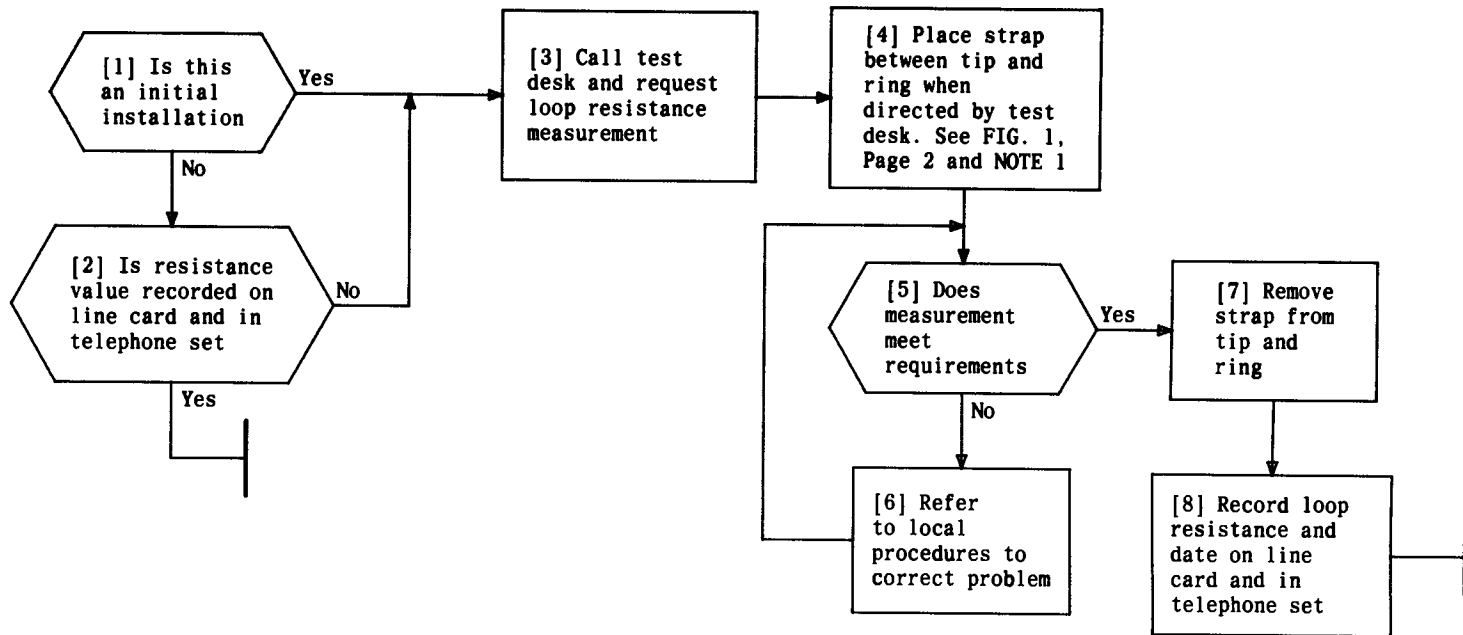 [1] Is this
an initial
installation
Yes
No
[2] Is resistance
value recorded on
line card and in
telephone set
No
Yes
[3] Call test
desk and request
loop resistance
measurement
[4] Place strap
between tip and
ring when
directed by test
desk. See FIG. 1,
Page 2 and NOTE 1
[5] Does
measurement
meet
requirements
Yes
No
[6] Refer
to local
procedures to
correct problem
[7] Remove
strap from
tip and
ring
[8] Record loop
resistance and
date on line
card and in
telephone set